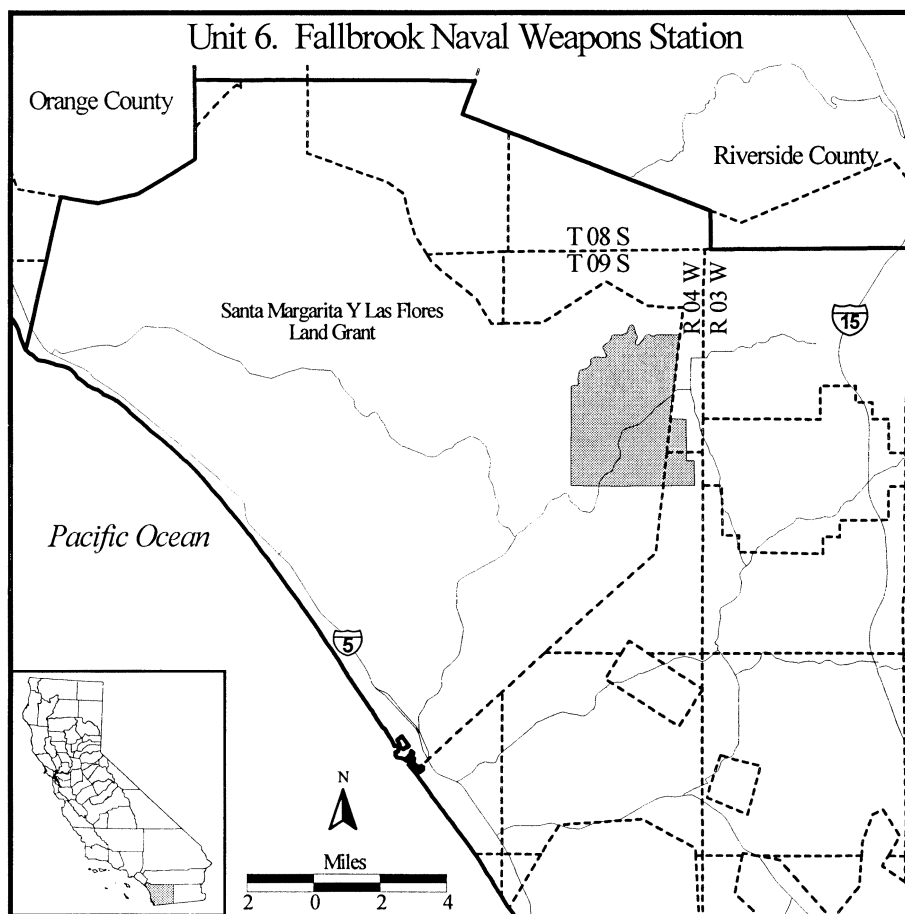 Unit 6. Fallbrook Naval Weapons Station
Orange County
Riverside County
T 08 S
T 09 S
R 04 W
R 03 W
Santa Margarita Y Las Flores
Land Grant
15
Pacific Ocean
5
N
Miles
2 0 2 4